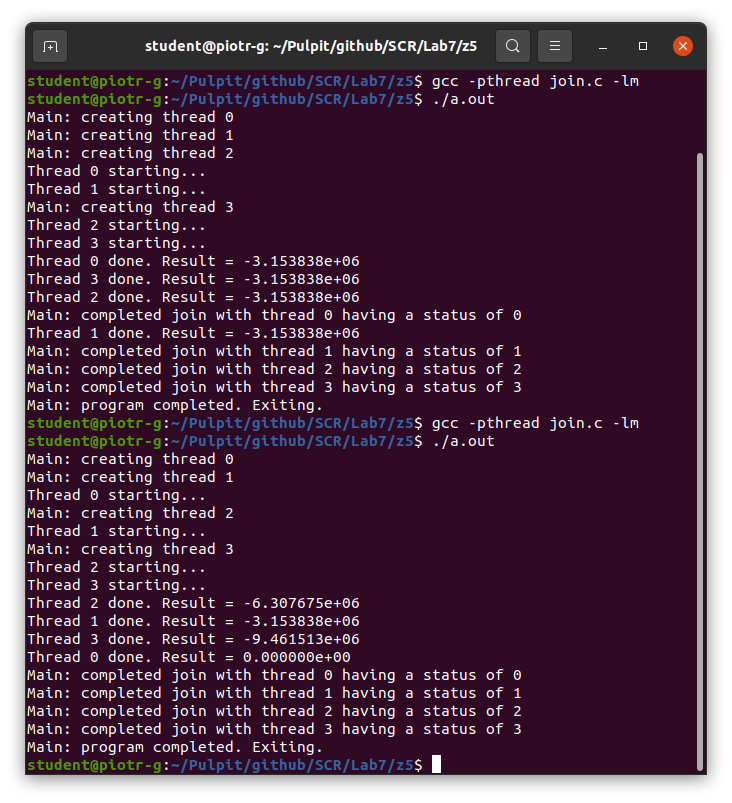 student@piotr-g: ~/Pulpit/github/SCR/Lab7/z5
student@piotr-g:~/Pulpit/github/SCR/Lab7/z5$ gcc -pthread join.c -lm
student@piotr-g:~/Pulpit/github/SCR/Lab7/z5$ ./a.out
Main: creating thread 0
Main: creating thread 1
Main: creating thread 2
Thread 0 starting...
Thread 1 starting...
Main: creating thread 3
Thread 2 starting...
Thread 3 starting...
Thread 0 done. Result = -3.153838e+06
Thread 3 done. Result = -3.153838e+06
Thread 2 done. Result = -3.153838e+06
Main: completed join with thread 0 having a status of 0
Thread 1 done. Result = -3.153838e+06
Main: completed join with thread 1 having a status of 1
Main: completed join with thread 2 having a status of 2
Main: completed join with thread 3 having a status of 3
Main: program completed. Exiting.
student@piotr-g:~/Pulpit/github/SCR/Lab7/z5$ gcc -pthread join.c -lm
student@piotr-g:~/Pulpit/github/SCR/Lab7/z5$ ./a.out
Main: creating thread 0
Main: creating thread 1
Thread 0 starting...
Main: creating thread 2
Thread 1 starting...
Main: creating thread 3
Thread 2 starting...
Thread 3 starting...
Thread 2 done. Result = -6.307675e+06
Thread 1 done. Result = -3.153838e+06
Thread 3 done. Result = -9.461513e+06
Thread 0 done. Result = 0.000000e+00
Main: completed join with thread 0 having a status of 0
Main: completed join with thread 1 having a status of 1
Main: completed join with thread 2 having a status of 2
Main: completed join with thread 3 having a status of 3
Main: program completed. Exiting.
student@piotr-g:~/Pulpit/github/SCR/Lab7/z5$